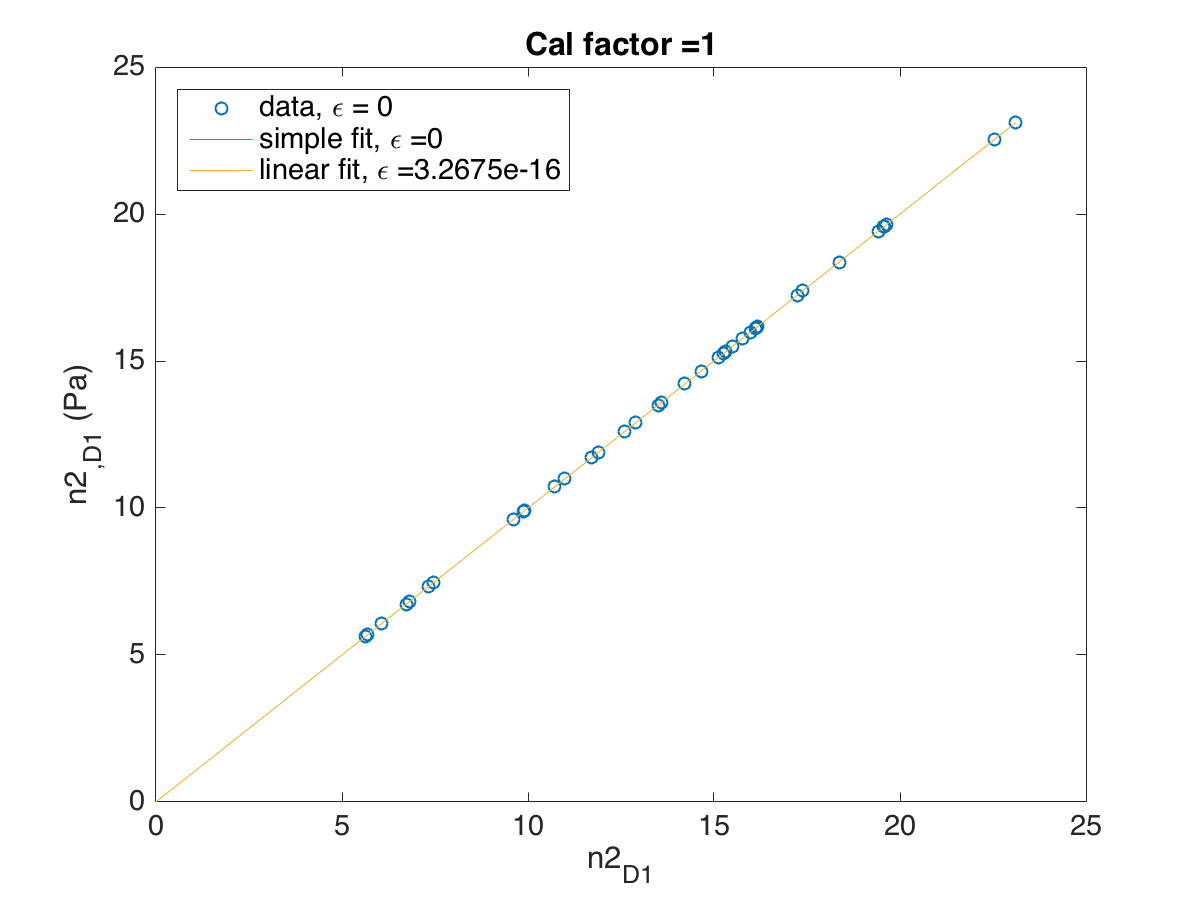 Cal factor =1
data, ϵ = 0
simple fit, ϵ =0
linear fit, ϵ =3.2675e-16
25
20
15
10
5
0
n2,D1 (Pa)
0 5 10 15 20 25
n2D1